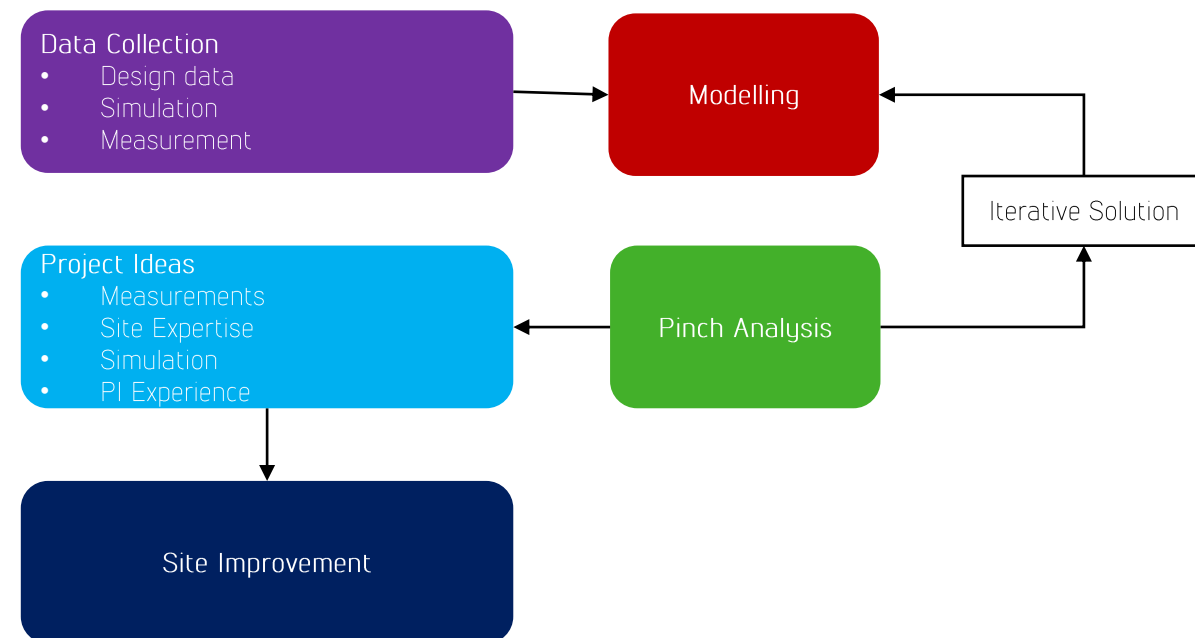 Data Collection
• Design data
• Simulation
• Measurement
Modelling
Iterative Solution
Project Ideas
• Measurements
• Site Expertise
• Simulation
• PI Experience
Pinch Analysis
Site Improvement